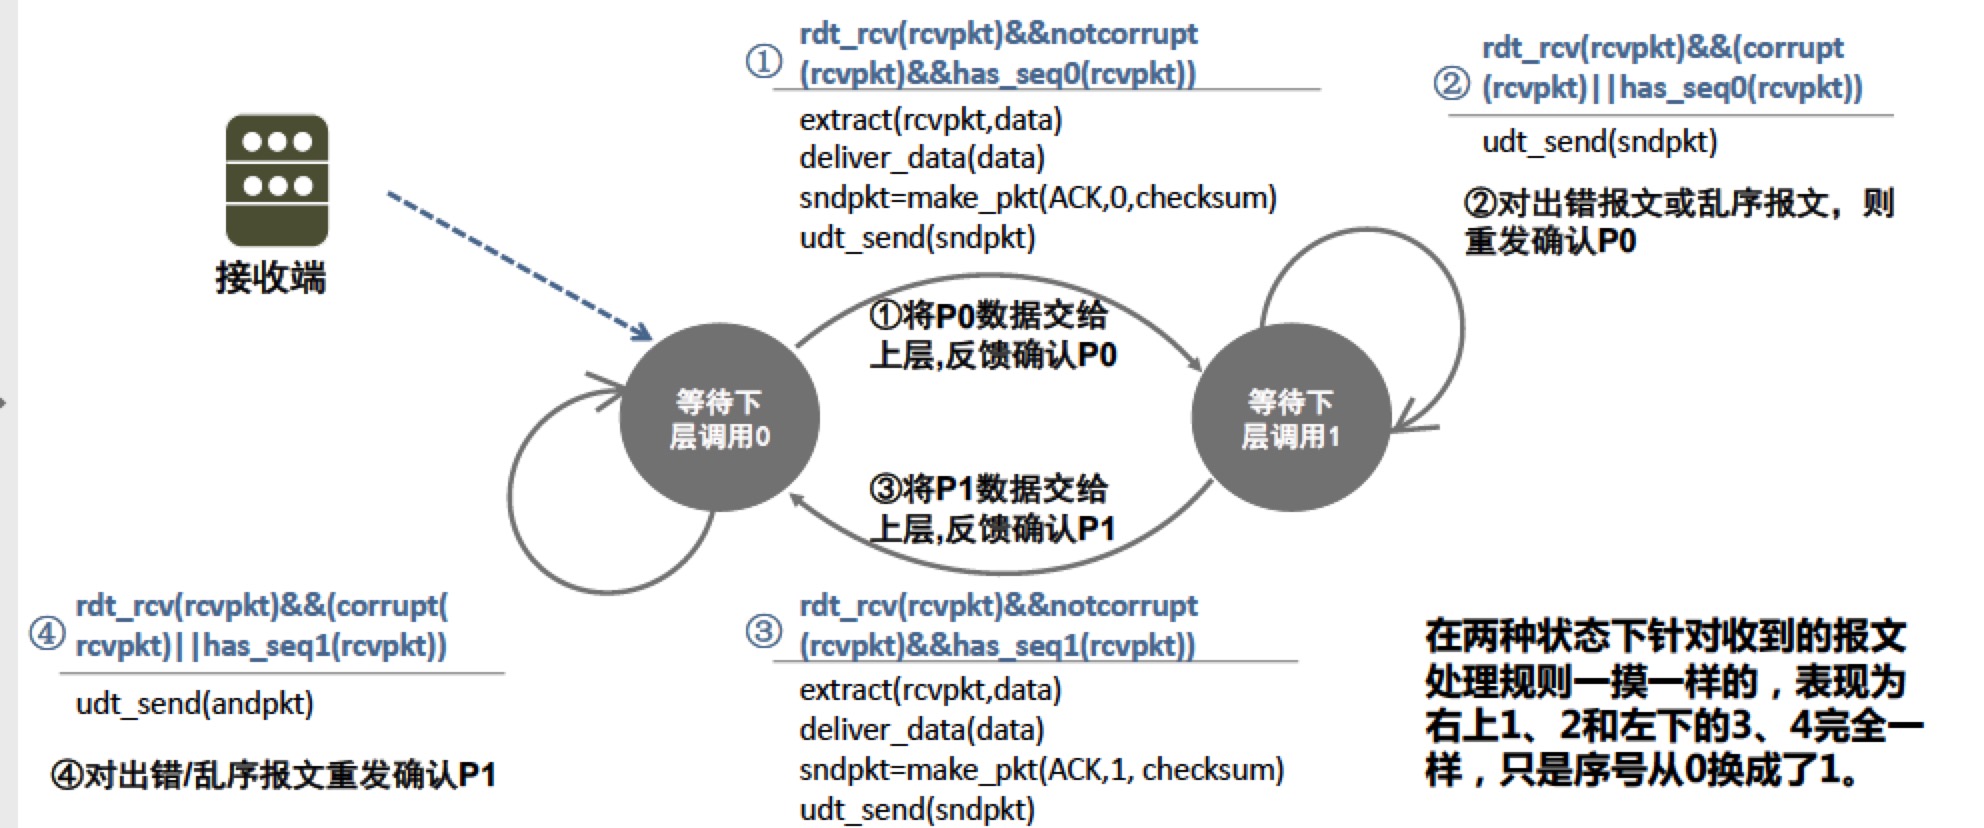 ①
rdt_rcv(rcvpkt)&&notcorrupt
(rcvpkt)&&has_seq0(rcvpkt))
extract(rcvpkt,data)
deliver_data(data)
sndpkt=make_pkt(ACK,0,checksum)
udt_send(sndpkt)
②
rdt_rcv(rcvpkt)&&(corrupt
(rcvpkt)||has_seq0(rcvpkt))
udt_send(sndpkt)
②对出错报文或乱序报文，则
重发确认P0
接收端
①将P0数据交给
上层,反馈确认P0
等待下
层调用0
等待下
层调用1
③将P1数据交给
上层,反馈确认P1
④
rdt_rcv(rcvpkt)&&(corrupt(
rcvpkt)||has_seq1(rcvpkt))
udt_send(andpkt)
④对出错/乱序报文重发确认P1
③
rdt_rcv(rcvpkt)&&notcorrupt
(rcvpkt)&&has_seq1(rcvpkt))
extract(rcvpkt,data)
deliver_data(data)
sndpkt=make_pkt(ACK,1, checksum)
udt_send(sndpkt)
在两种状态下针对收到的报文
处理规则一摸一样的，表现为
右上1、2和左下的3、4完全一
样，只是序号从0换成了1。